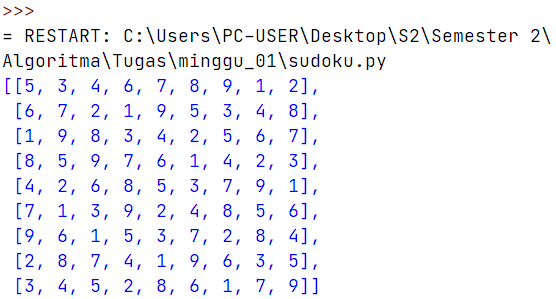 >>>
= RESTART: C:\Users\PC-USER\Desktop\S2\Semester 2\
Algoritma\Tugas\minggu_01\sudoku.py
[[5, 3, 4, 6, 7, 8, 9, 1, 2],
[6, 7, 2, 1, 9, 5, 3, 4, 8],
[1, 9, 8, 3, 4, 2, 5, 6, 7],
[8, 5, 9, 7, 6, 1, 4, 2, 3],
[4, 2, 6, 8, 5, 3, 7, 9, 1],
[7, 1, 3, 9, 2, 4, 8, 5, 6],
[9, 6, 1, 5, 3, 7, 2, 8, 4],
[2, 8, 7, 4, 1, 9, 6, 3, 5],
[3, 4, 5, 2, 8, 6, 1, 7, 9]]